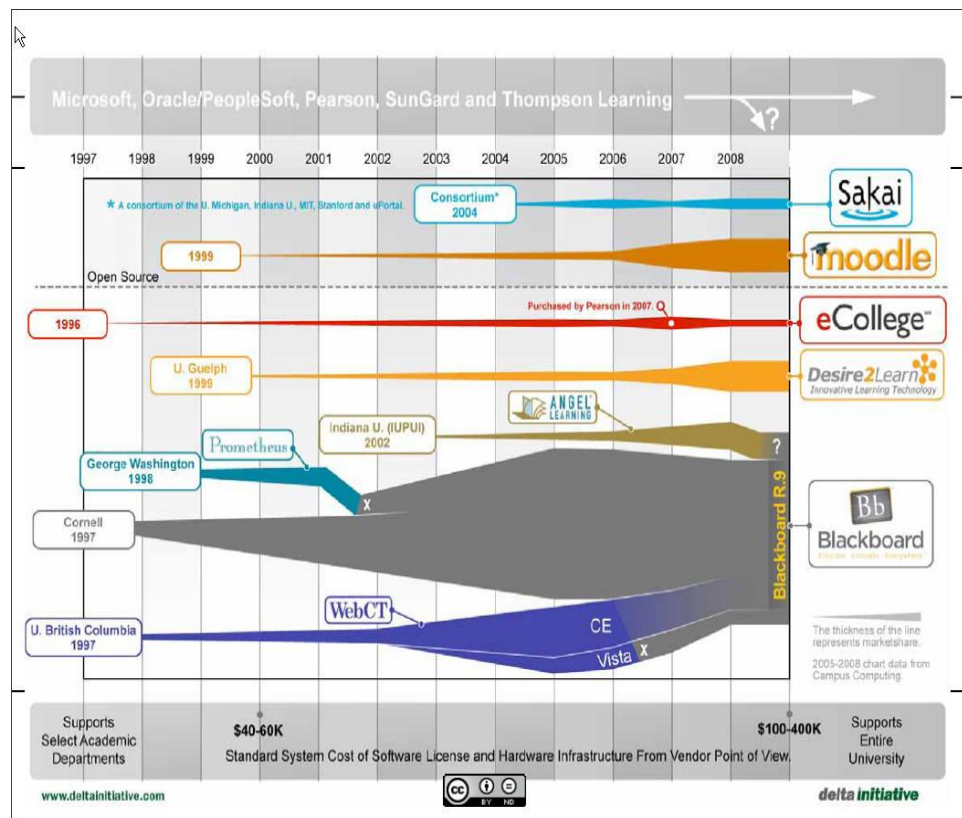 Microsoft, Oracle/PeopleSoft, Pearson, SunGard and Thompson Learning
?
1997 1998 1999 2000 2001 2002 2003 2004 2005 2006 2007 2008
* A consortium of the U. Michigan, Indiana U., MIT, Stanford and uPortal.
Consortium*
2004
Sakai
1999
moodle
Open Source
Purchased by Pearson in 2007.
1996
eCollege
U. Guelph
1999
Desire2Learn
Innovative Learning Technology
ANGEL
LEARNING
Indiana U. (IUPUI)
2002
?
Prometheus
George Washington
1998
X
Cornell
1997
Blackboard R.9
Bb
Blackboard
WebCT
U. British Columbia
1997
CE
Vista
X
The thickness of the line
represents marketshare.
2005-2008 chart data from
Campus Computing.
Supports
Select Academic
Departments
$40-60K
$100-400K
Standard System Cost of Software License and Hardware Infrastructure From Vendor Point of View.
Supports
Entire
University
www.deltainitiative.com
cc
BY ND
delta initiative